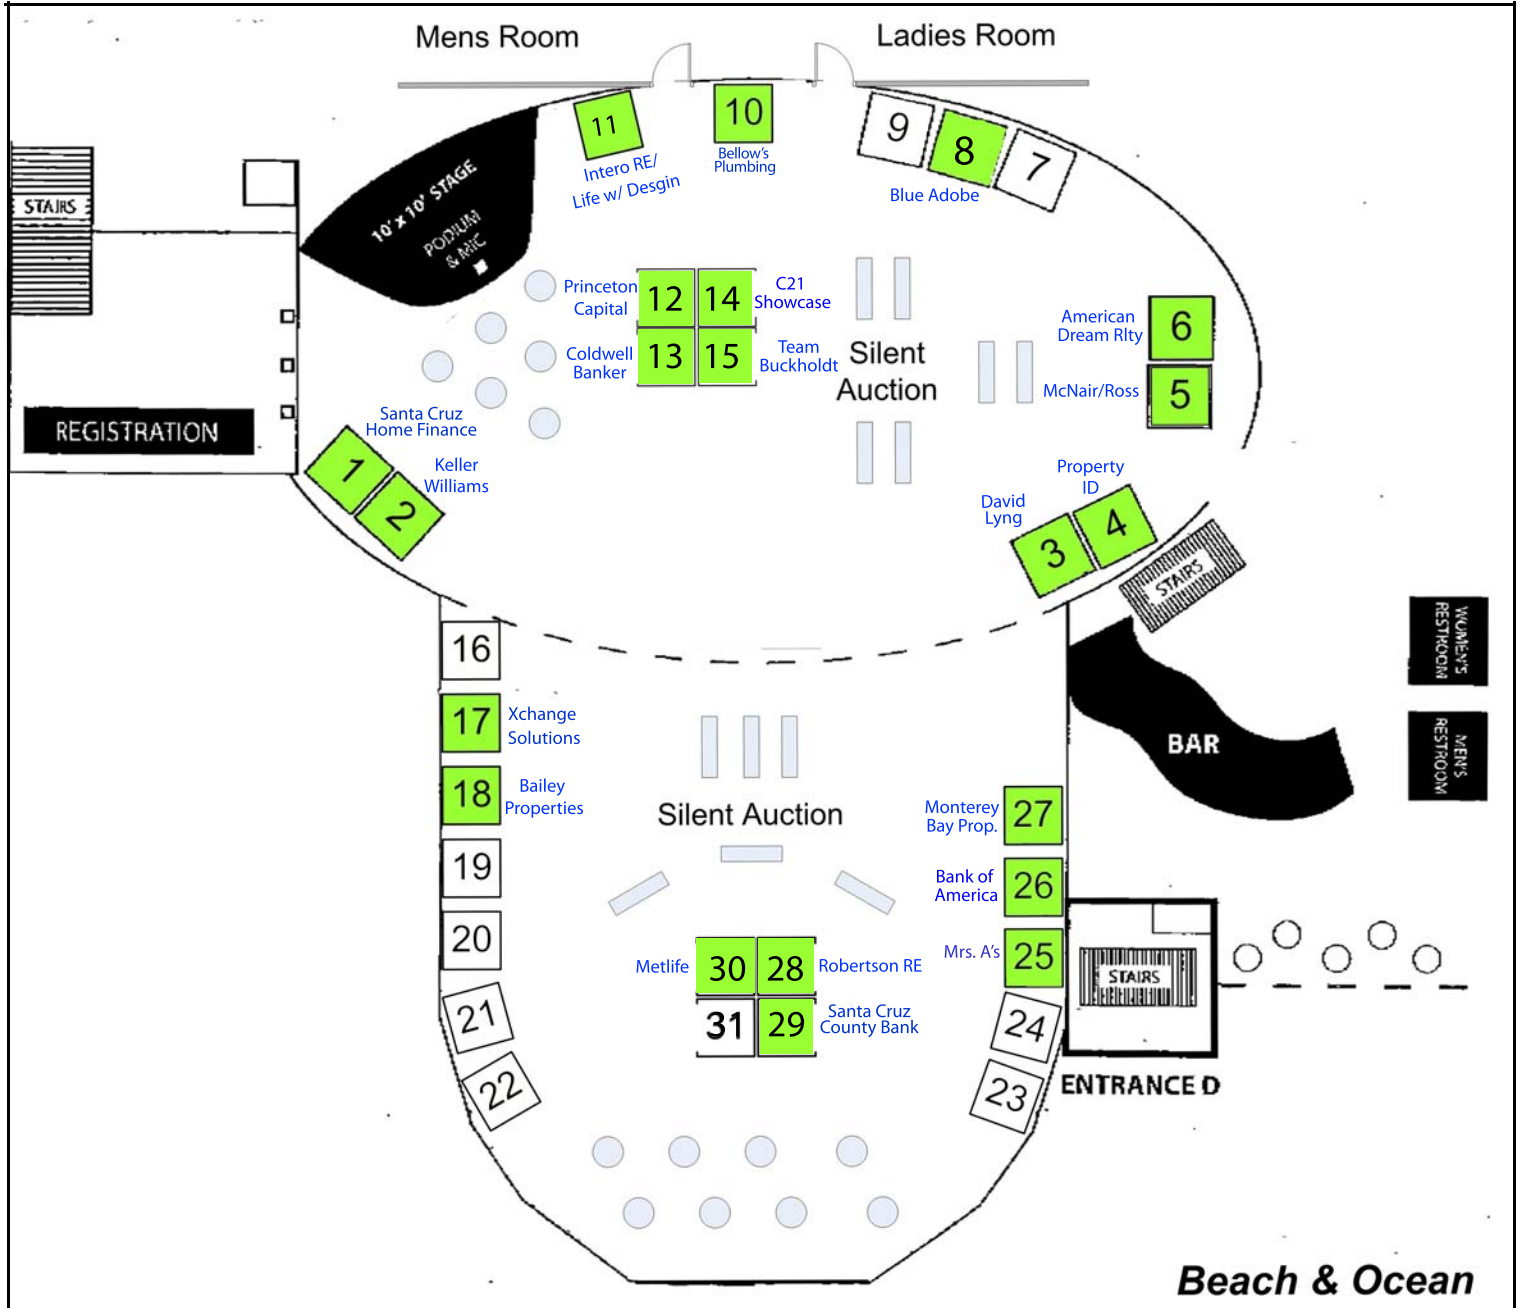 Mens Room
Ladies Room
11
10
9
8
7
Intero RE/
Life w/ Desgin
Bellow's
Plumbing
Blue Adobe
STAIRS
10' x 10' STAGE
PODIUM
& MIC
Princeton
Capital
12
14
C21
Showcase
Coldwell
Banker
13
15
Team
Buckholdt
Silent
Auction
American
Dream Rlty
6
McNair/Ross
5
REGISTRATION
Santa Cruz
Home Finance
1
Keller
Williams
2
Property
ID
David
Lyng
3
4
STAIRS
WOMEN'S
RESTROOM
MEN'S
RESTROOM
BAR
16
17
Xchange
Solutions
18
Bailey
Properties
19
20
21
22
Silent Auction
Monterey
Bay Prop.
27
Bank of
America
26
Mrs. A's
25
24
23
Metlife
30
28
Robertson RE
31
29
Santa Cruz
County Bank
STAIRS
ENTRANCE D
Beach & Ocean